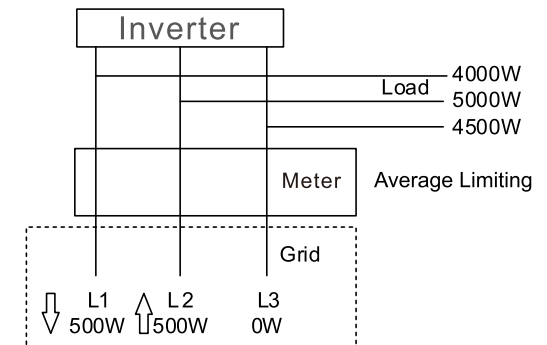 Inverter
4000W
Load
5000W
4500W
Meter
Average Limiting
Grid
L1 L2 L3
500W 500W 0W